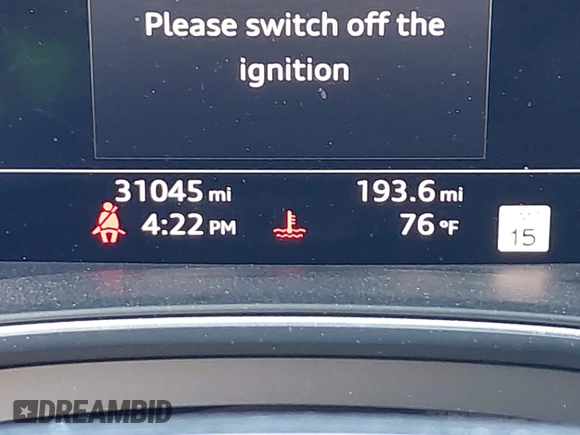 Please switch off the
ignition
31045 mi
193.6 mi
4:22 PM
76 °F
15
DREAMBID